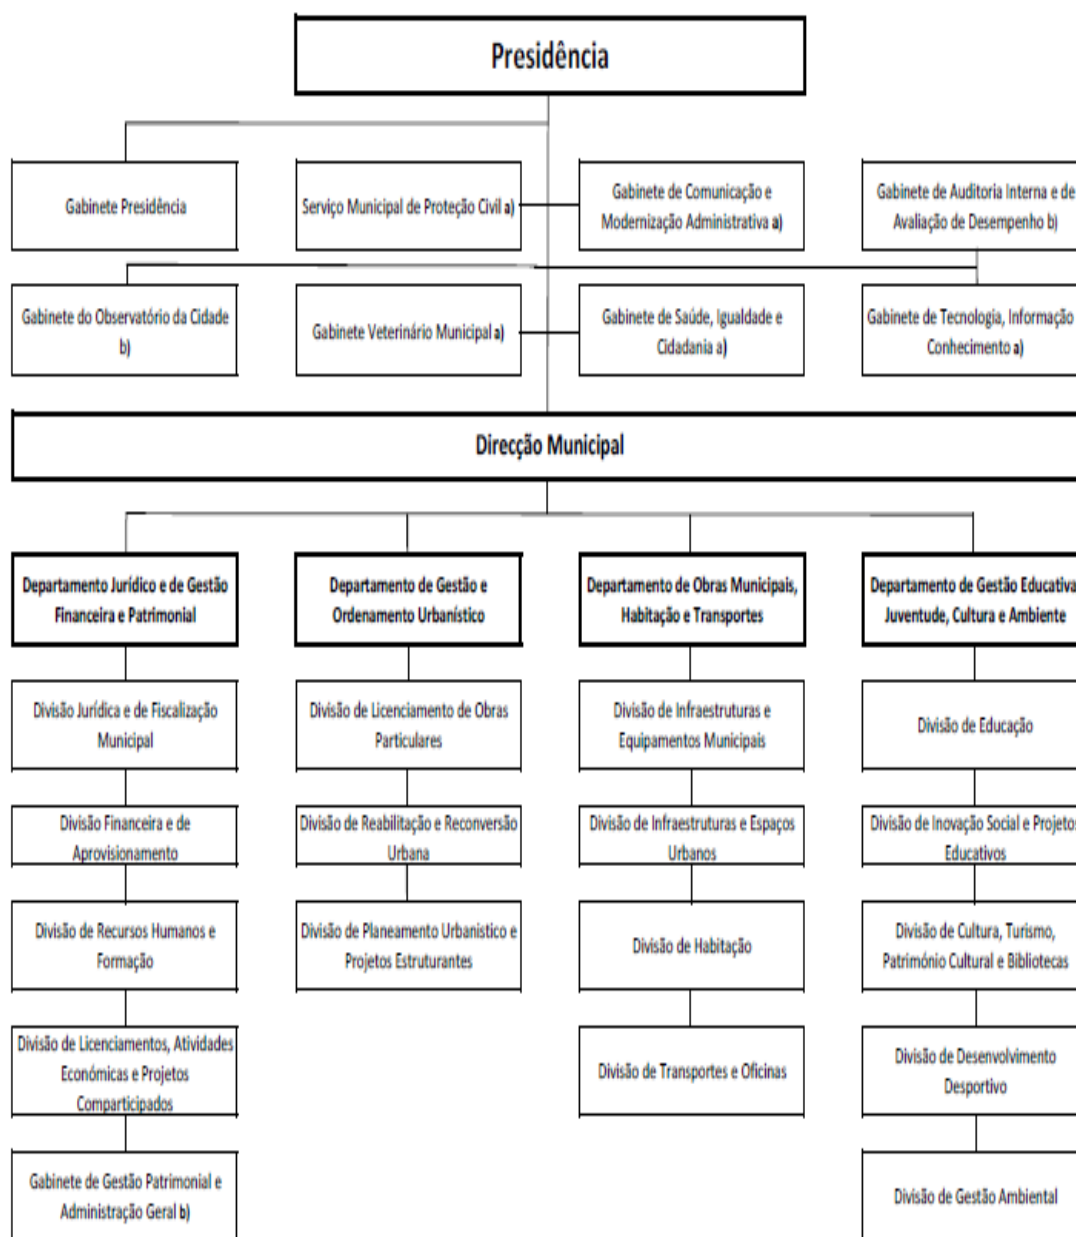 Presidência
Gabinete Presidência
Serviço Municipal de Proteção Civil a)
Gabinete de Comunicação e
Modernização Administrativa a)
Gabinete de Auditoria Interna e de
Avaliação de Desempenho b)
Gabinete do Observatório da Cidade
b)
Gabinete Veterinário Municipal a)
Gabinete de Saúde, Igualdade e
Cidadania a)
Gabinete de Tecnologia, Informação
Conhecimento a)
Direcção Municipal
Departamento Jurídico e de Gestão
Financeira e Patrimonial
Departamento de Gestão e
Ordenamento Urbanístico
Departamento de Obras Municipais,
Habitação e Transportes
Departamento de Gestão Educativa
Juventude, Cultura e Ambiente
Divisão Jurídica e de Fiscalização
Municipal
Divisão de Licenciamento de Obras
Particulares
Divisão de Infraestruturas e
Equipamentos Municipais
Divisão de Educação
Divisão Financeira e de
Aprovisionamento
Divisão de Reabilitação e Reconversão
Urbana
Divisão de Infraestruturas e Espaços
Urbanos
Divisão de Inovação Social e Projetos
Educativos
Divisão de Recursos Humanos e
Formação
Divisão de Planeamento Urbanistico e
Projetos Estruturantes
Divisão de Habitação
Divisão de Cultura, Turismo,
Património Cultural e Bibliotecas
Divisão de Licenciamentos, Atividades
Económicas e Projetos
Comparticipados
Divisão de Transportes e Oficinas
Divisão de Desenvolvimento
Desportivo
Gabinete de Gestão Patrimonial e
Administração Geral b)
Divisão de Gestão Ambiental